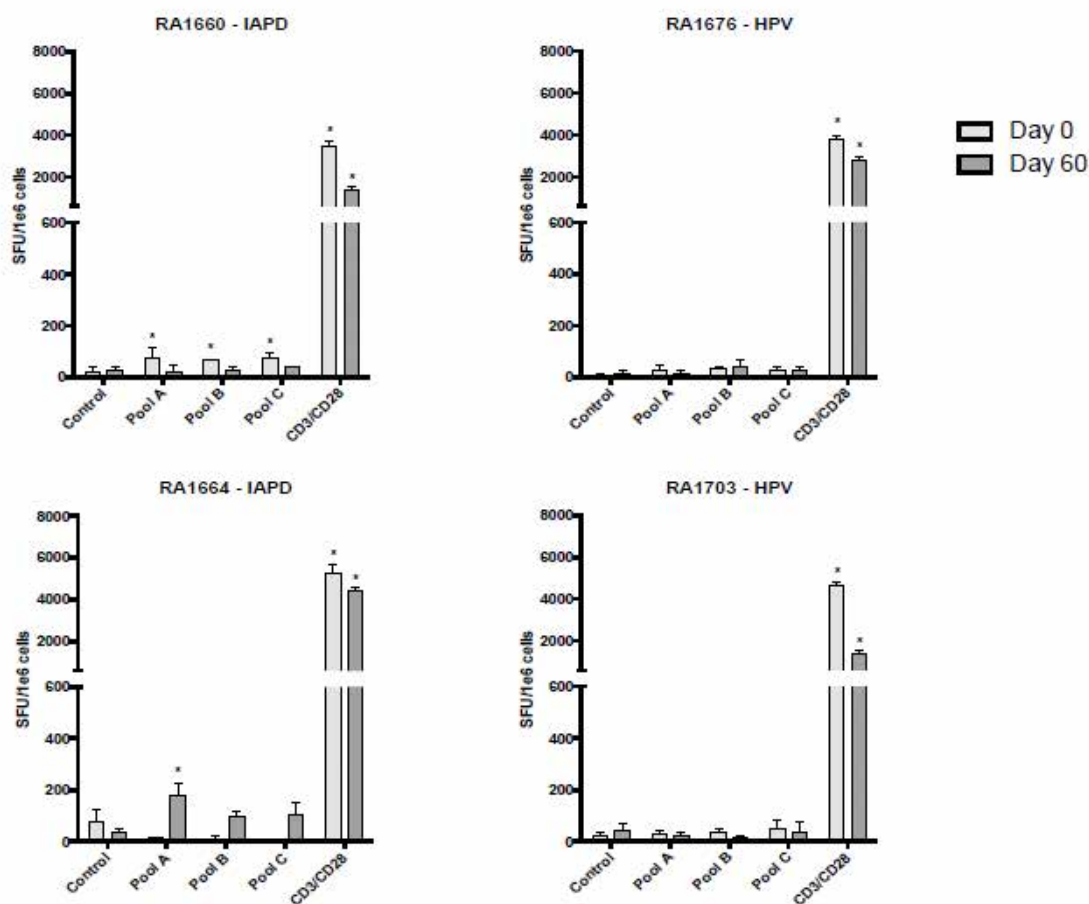 RA1660 - IAPD
8000
6000
4000
2000
600
400
200
0
SFU/1e6 cells
*
*
*
*
*
Control
Pool A
Pool B
Pool C
CD3/CD28
RA1676 - HPV
8000
6000
4000
2000
600
400
200
0
SFU/1e6 cells
*
*
Control
Pool A
Pool B
Pool C
CD3/CD28
Day 0
Day 60
RA1664 - IAPD
8000
6000
4000
2000
600
400
200
0
SFU/1e6 cells
*
*
*
Control
Pool A
Pool B
Pool C
CD3/CD28
RA1703 - HPV
8000
6000
4000
2000
600
400
200
0
SFU/1e6 cells
*
*
Control
Pool A
Pool B
Pool C
CD3/CD28